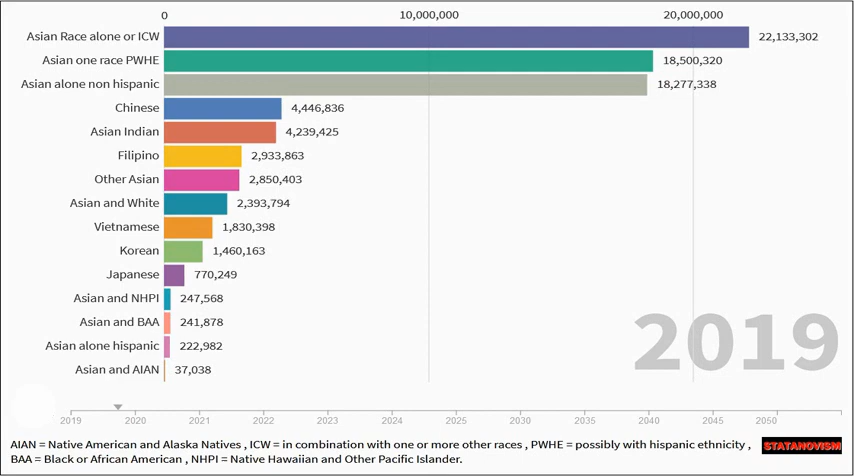 0 10,000,000 20,000,000
Asian Race alone or ICW 22,133,302
Asian one race PWHE 18,500,320
Asian alone non hispanic 18,277,338
Chinese 4,446,836
Asian Indian 4,239,425
Filipino 2,933,863
Other Asian 2,850,403
Asian and White 2,393,794
Vietnamese 1,830,398
Korean 1,460,163
Japanese 770,249
Asian and NHPI 247,568
Asian and BAA 241,878
Asian alone hispanic 222,982
Asian and AIAN 37,038
2019
2019 2020 2021 2022 2023 2024 2025 2030 2035 2040 2045 2050
AIAN = Native American and Alaska Natives , ICW = in combination with one or more other races , PWHE = possibly with hispanic ethnicity ,
BAA = Black or African American , NHPI = Native Hawaiian and Other Pacific Islander.
STATANOVISM